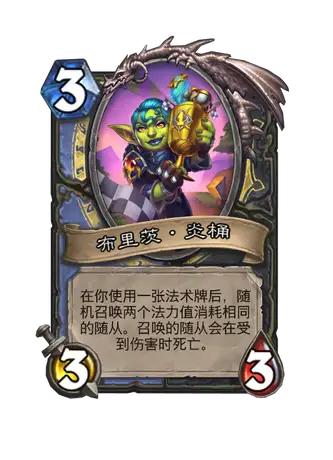 3
布里茨·炎桶
在你使用一张法术牌后，随
机召唤两个法力值消耗相同
的随从。召唤的随从会在受
到伤害时死亡。
3
3